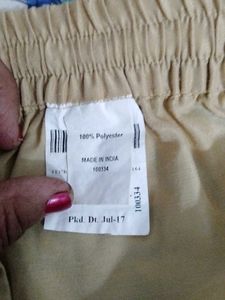 100% Polyester
MADE IN INDIA
100334
100334
Pkd. Dt. Jul-17